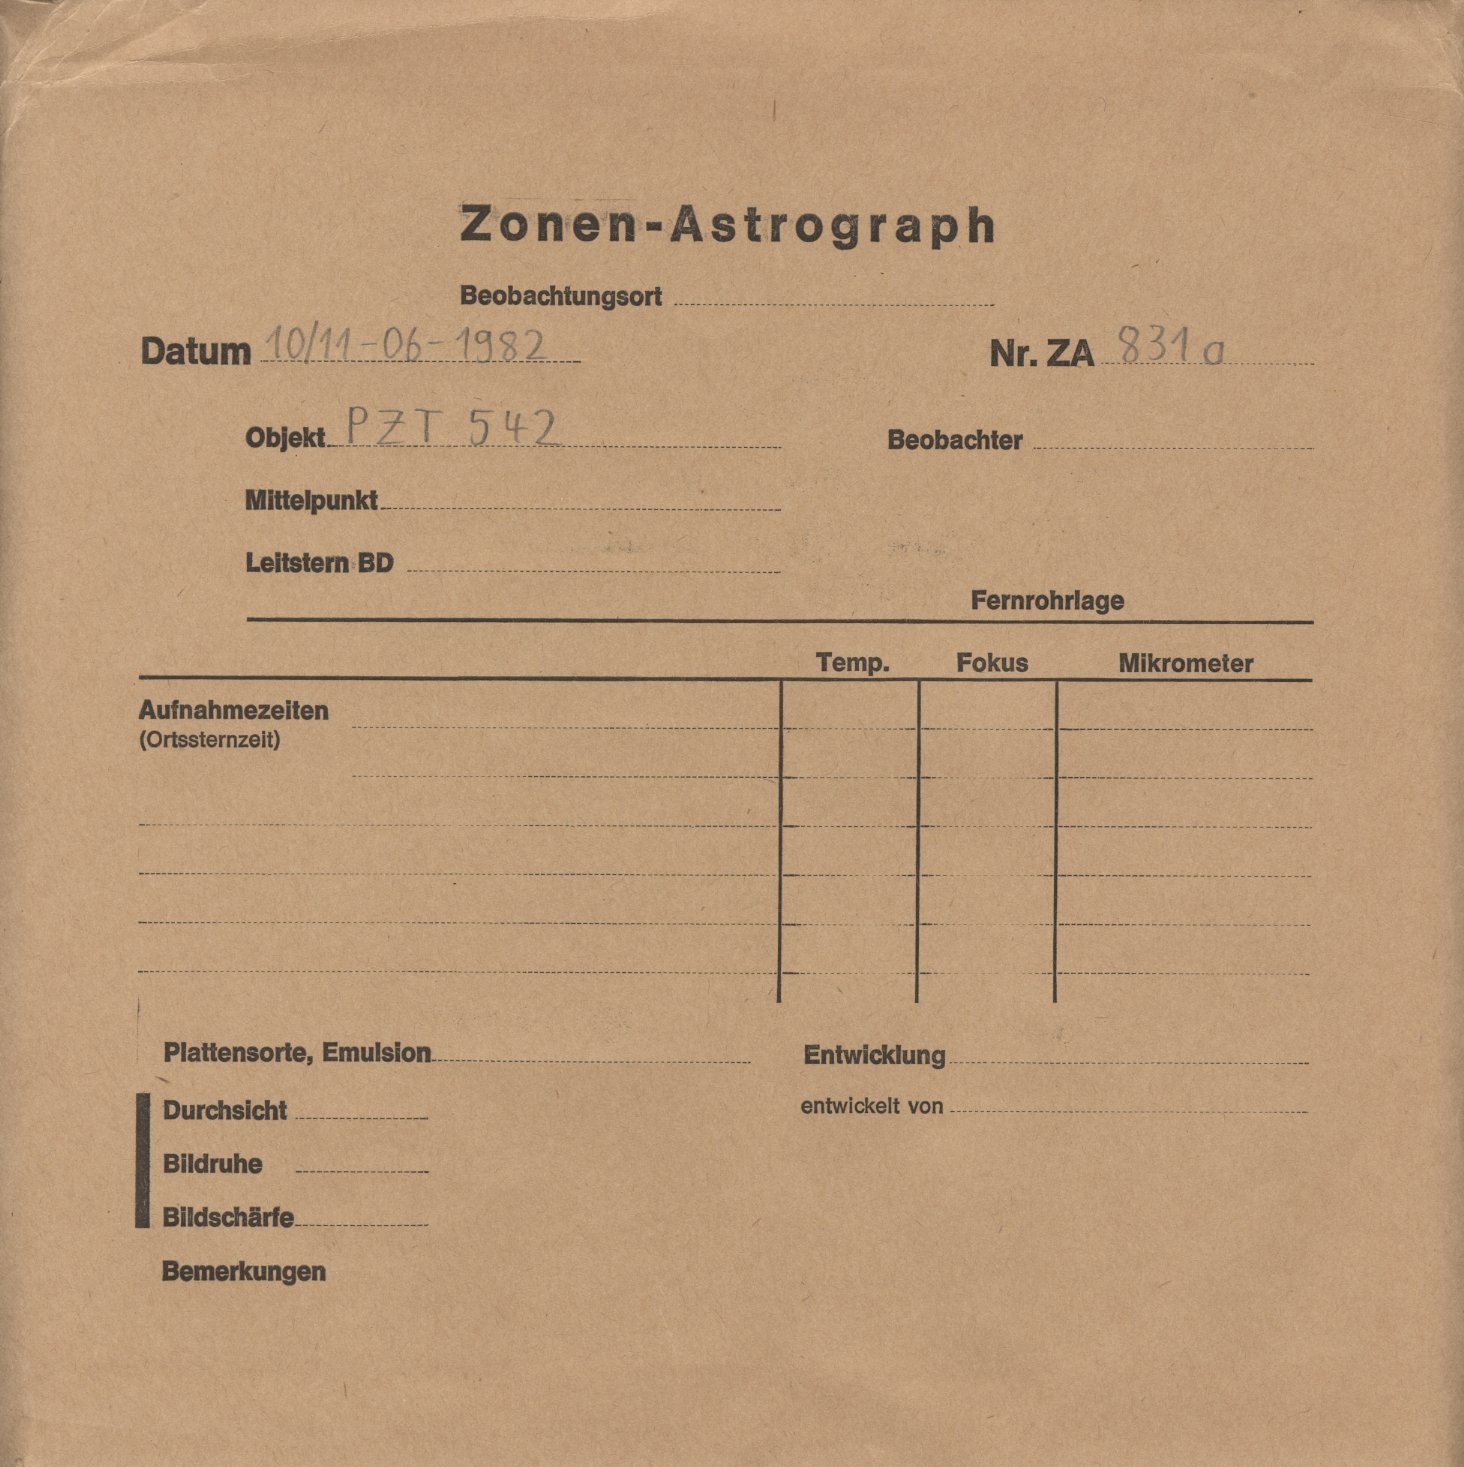 Zonen-Astrograph
Beobachtungsort
Datum 10/11-06-1982 Nr. ZA 831a
Objekt PZT 542 Beobachter
Mittelpunkt
Leitstern BD
Fernrohrlage
Temp. Fokus Mikrometer
Aufnahmezeiten
(Ortssternzeit)
Plattensorte, Emulsion Entwicklung
Durchsicht entwickelt von
Bildruhe
Bildschärfe
Bemerkungen